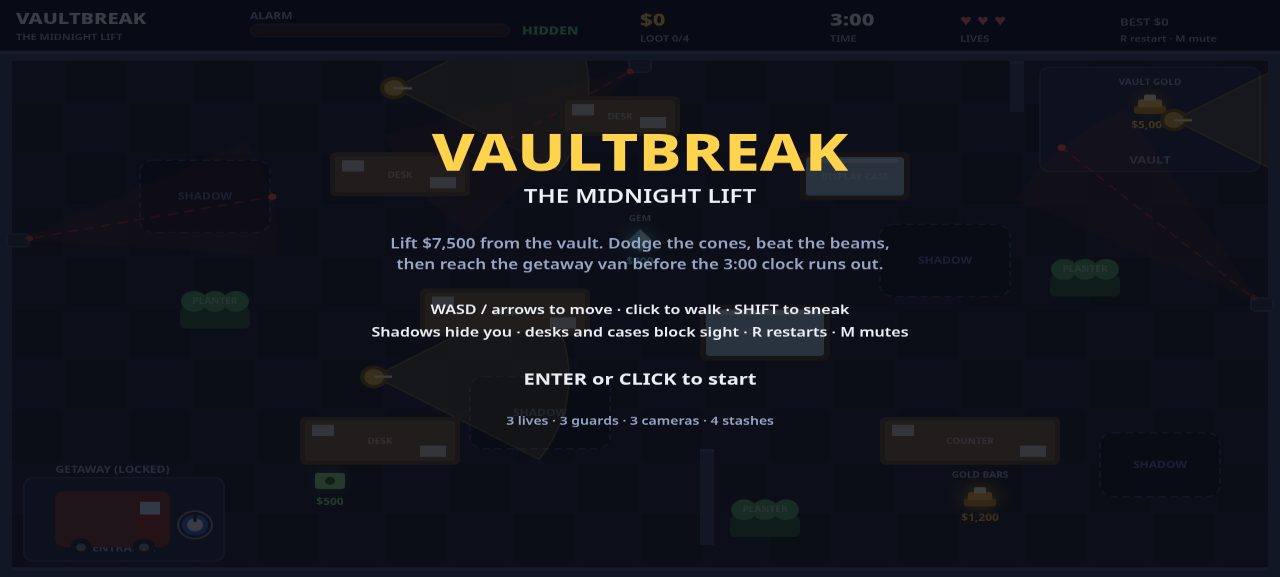 VAULTBREAK
THE MIDNIGHT LIFT
ALARM
HIDDEN
$0
LOOT 0/4
3:00
TIME
♥ ♥ ♥
LIVES
BEST $0
R restart · M mute
VAULT GOLD
$5,00
VAULT
DESK
DESK
DISPLAY CASE
SHADOW
VAULTBREAK
THE MIDNIGHT LIFT
GEM
Lift $7,500 from the vault. Dodge the cones, beat the beams,
then reach the getaway van before the 3:00 clock runs out.
SHADOW
PLANTER
PLANTER
WASD / arrows to move · click to walk · SHIFT to sneak
Shadows hide you · desks and cases block sight · R restarts · M mutes
ENTER or CLICK to start
SHADOW
3 lives · 3 guards · 3 cameras · 4 stashes
DESK
COUNTER
SHADOW
GETAWAY (LOCKED)
$500
GOLD BARS
$1,200
PLANTER